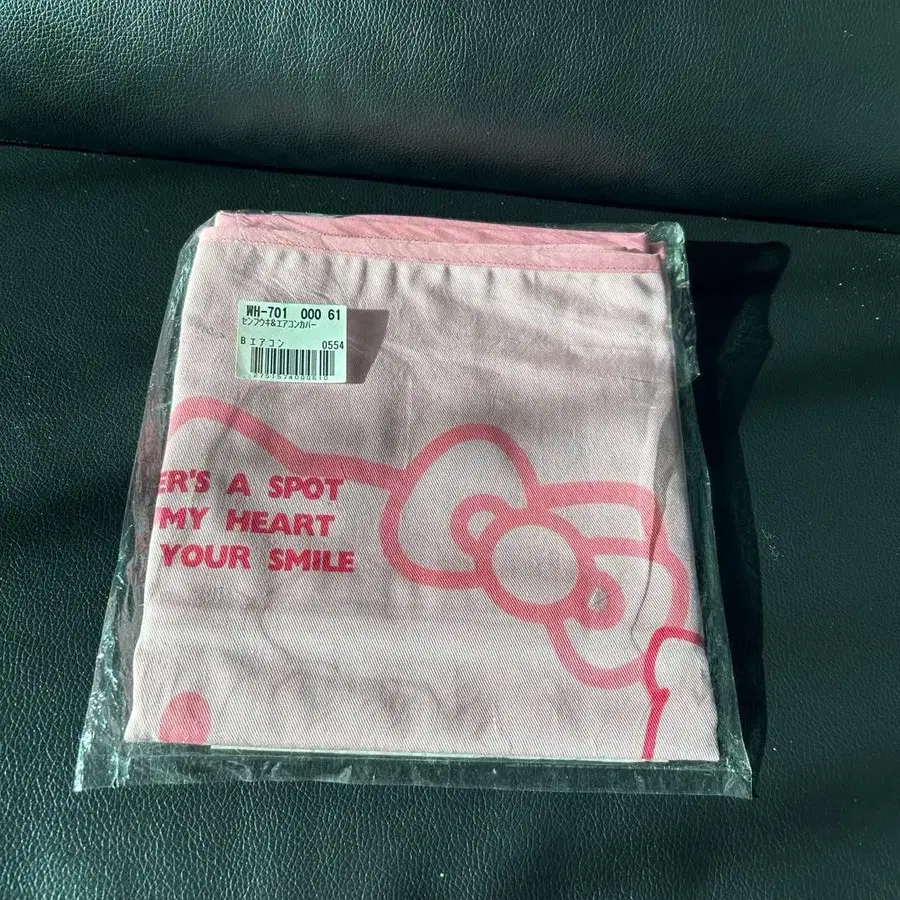 WH-701 000 61
センプウキ&エアコンカバー
B エアコン 0554
ER'S A SPOT
MY HEART
YOUR SMILE